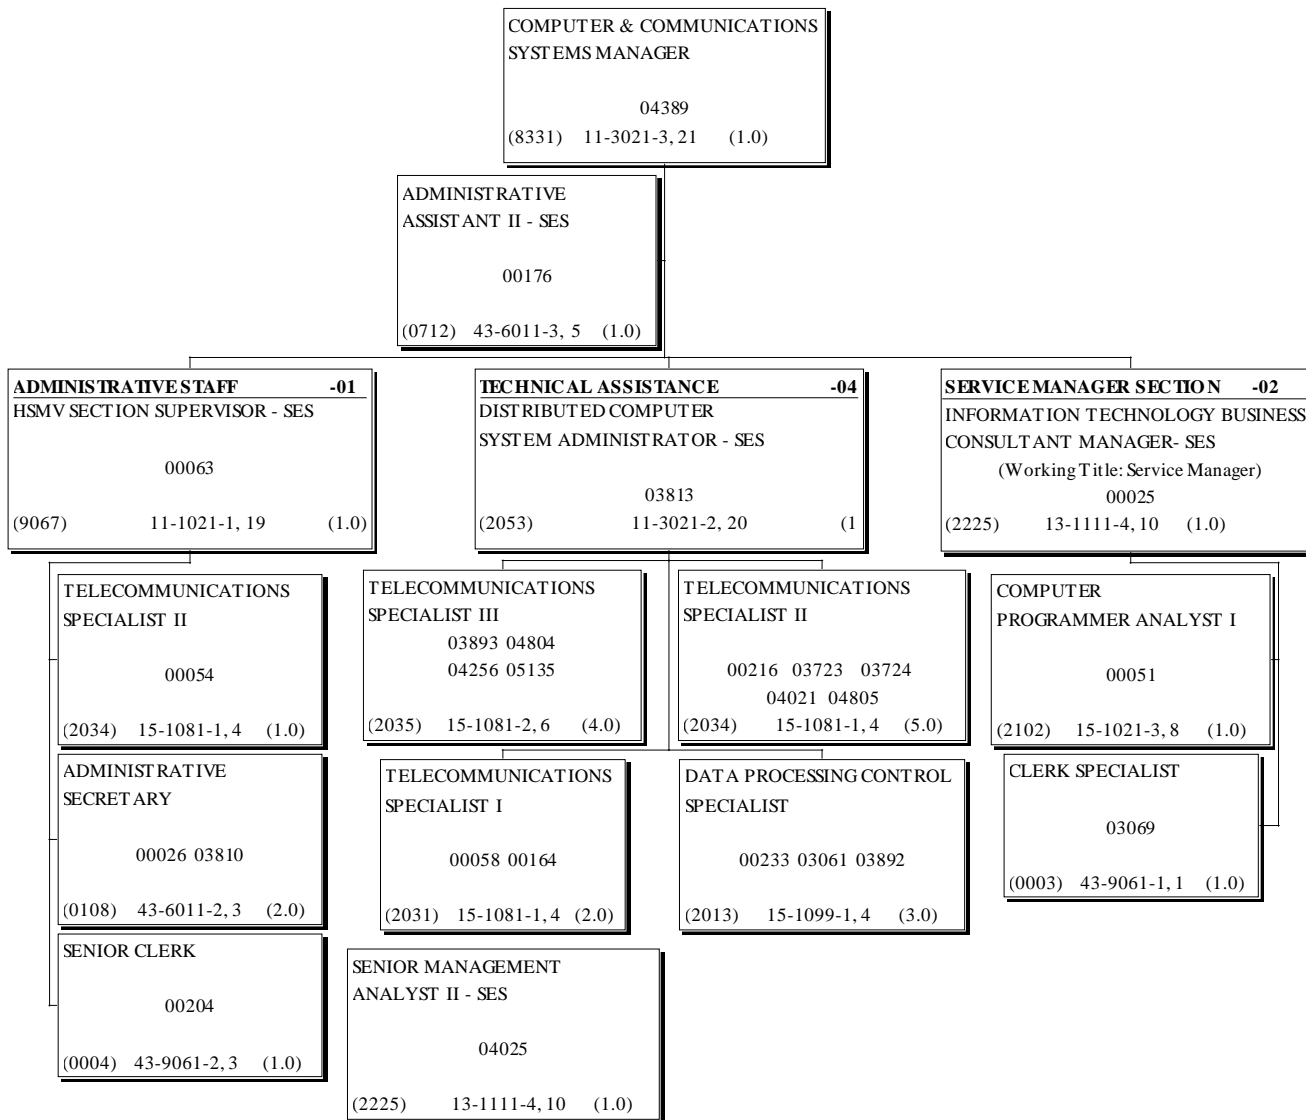 COMPUTER & COMMUNICATIONS
SYSTEMS MANAGER
04389
(8331) 11-3021-3, 21 (1.0)
ADMINISTRATIVE
ASSISTANT II - SES
00176
(0712) 43-6011-3, 5 (1.0)
ADMINISTRATIVE STAFF -01
HSMV SECTION SUPERVISOR - SES
00063
(9067) 11-1021-1, 19 (1.0)
TECHNICAL ASSISTANCE -04
DISTRIBUTED COMPUTER
SYSTEM ADMINISTRATOR - SES
03813
(2053) 11-3021-2, 20 (1
SERVICE MANAGER SECTION -02
INFORMATION TECHNOLOGY BUSINESS
CONSULTANT MANAGER- SES
(Working Title: Service Manager)
00025
(2225) 13-1111-4, 10 (1.0)
TELECOMMUNICATIONS
SPECIALIST II
00054
(2034) 15-1081-1, 4 (1.0)
TELECOMMUNICATIONS
SPECIALIST III
03893 04804
04256 05135
(2035) 15-1081-2, 6 (4.0)
TELECOMMUNICATIONS
SPECIALIST II
00216 03723 03724
04021 04805
(2034) 15-1081-1, 4 (5.0)
COMPUTER
PROGRAMMER ANALYST I
00051
(2102) 15-1021-3, 8 (1.0)
ADMINISTRATIVE
SECRETARY
00026 03810
(0108) 43-6011-2, 3 (2.0)
TELECOMMUNICATIONS
SPECIALIST I
00058 00164
(2031) 15-1081-1, 4 (2.0)
DATA PROCESSING CONTROL
SPECIALIST
00233 03061 03892
(2013) 15-1099-1, 4 (3.0)
CLERK SPECIALIST
03069
(0003) 43-9061-1, 1 (1.0)
SENIOR CLERK
00204
(0004) 43-9061-2, 3 (1.0)
SENIOR MANAGEMENT
ANALYST II - SES
04025
(2225) 13-1111-4, 10 (1.0)